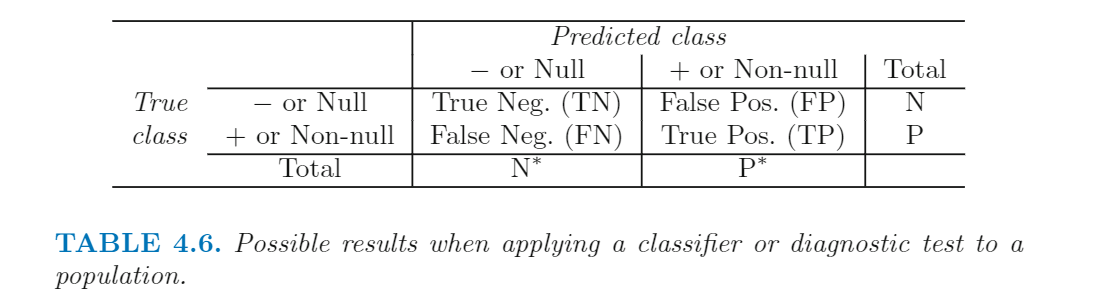 Predicted class
− or Null + or Non-null Total
True − or Null True Neg. (TN) False Pos. (FP) N
class + or Non-null False Neg. (FN) True Pos. (TP) P
Total N* P*
TABLE 4.6. Possible results when applying a classifier or diagnostic test to a
population.